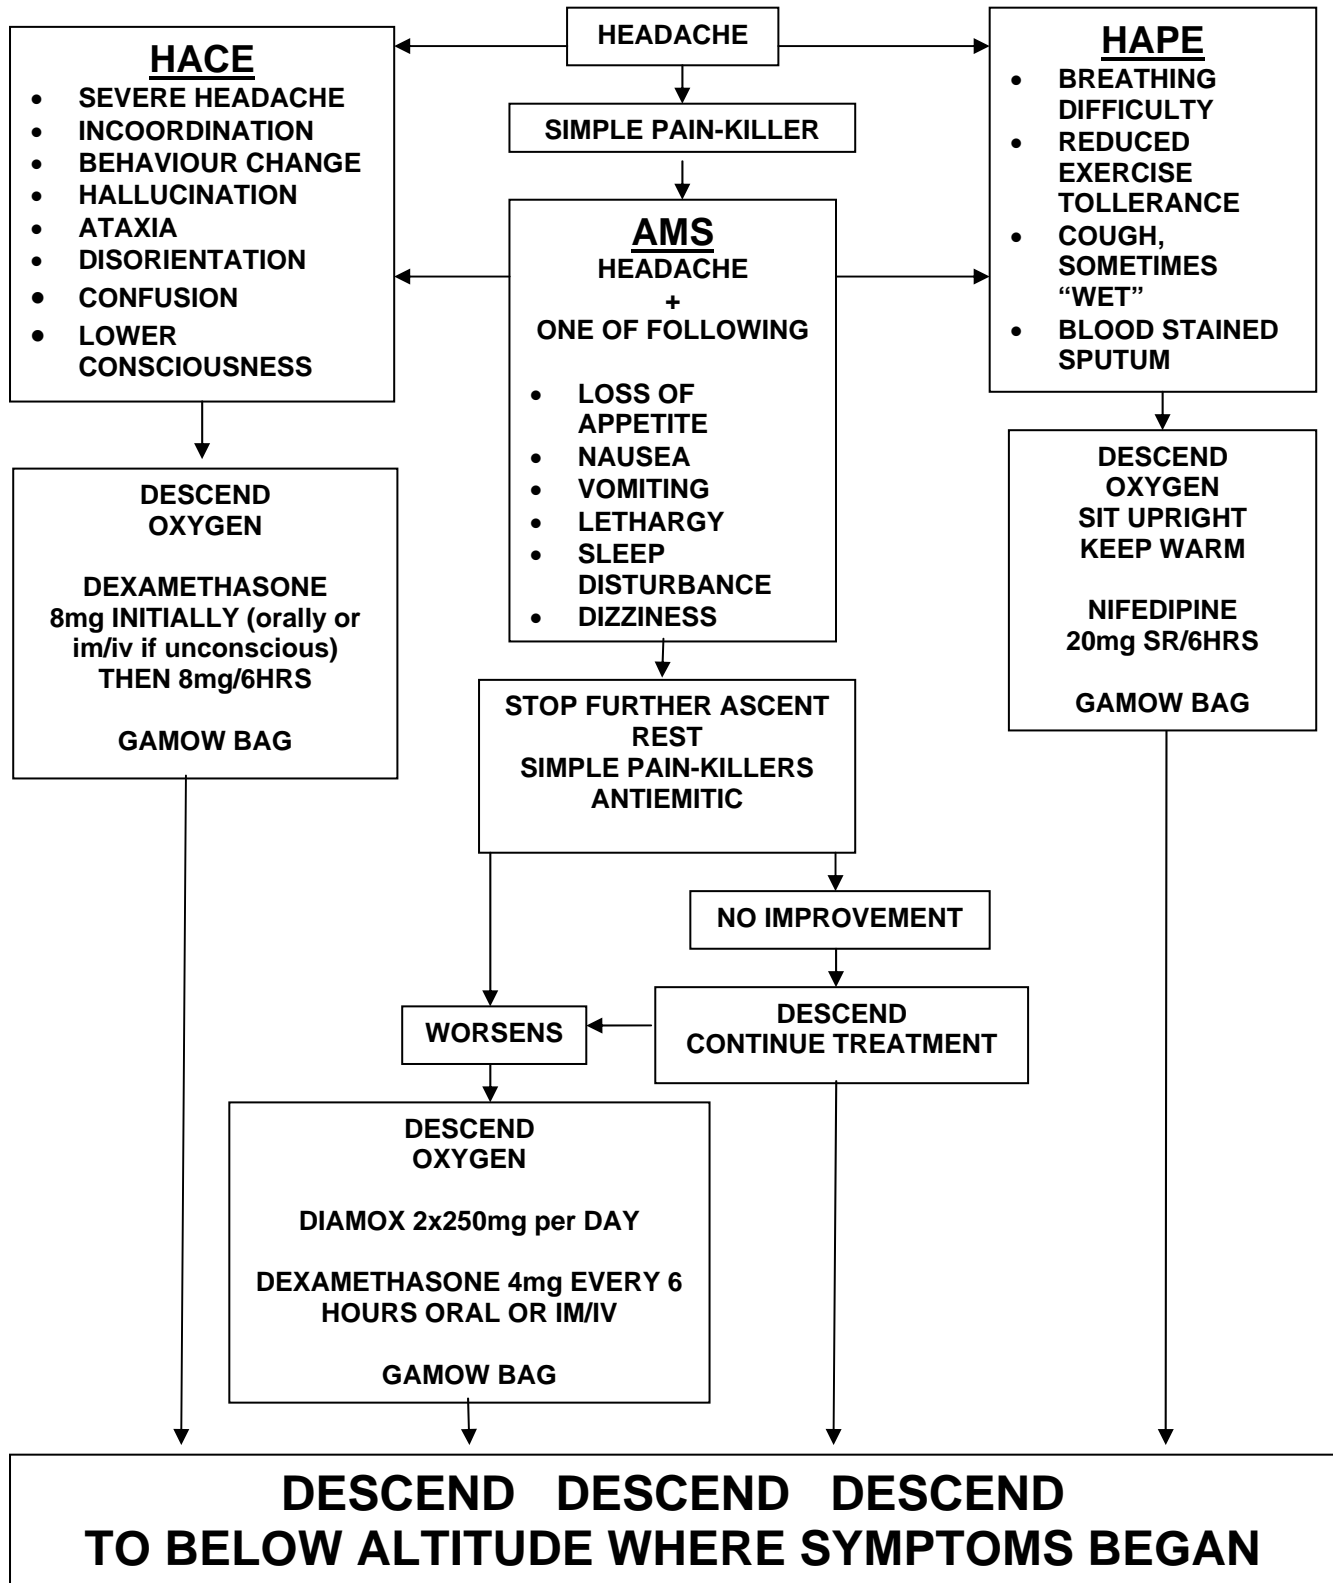 HEADACHE
SIMPLE PAIN-KILLER
HACE
• SEVERE HEADACHE
• INCOORDINATION
• BEHAVIOUR CHANGE
• HALLUCINATION
• ATAXIA
• DISORIENTATION
• CONFUSION
• LOWER
CONSCIOUSNESS
AMS
HEADACHE
+
ONE OF FOLLOWING
• LOSS OF
APPETITE
• NAUSEA
• VOMITING
• LETHARGY
• SLEEP
DISTURBANCE
• DIZZINESS
HAPE
• BREATHING
DIFFICULTY
• REDUCED
EXERCISE
TOLLERANCE
• COUGH,
SOMETIMES
“WET”
• BLOOD STAINED
SPUTUM
DESCEND
OXYGEN
DEXAMETHASONE
8mg INITIALLY (orally or
im/iv if unconscious)
THEN 8mg/6HRS
GAMOW BAG
STOP FURTHER ASCENT
REST
SIMPLE PAIN-KILLERS
ANTIEMITIC
DESCEND
OXYGEN
SIT UPRIGHT
KEEP WARM
NIFEDIPINE
20mg SR/6HRS
GAMOW BAG
NO IMPROVEMENT
WORSENS
DESCEND
CONTINUE TREATMENT
DESCEND
OXYGEN
DIAMOX 2x250mg per DAY
DEXAMETHASONE 4mg EVERY 6
HOURS ORAL OR IM/IV
GAMOW BAG
DESCEND DESCEND DESCEND
TO BELOW ALTITUDE WHERE SYMPTOMS BEGAN